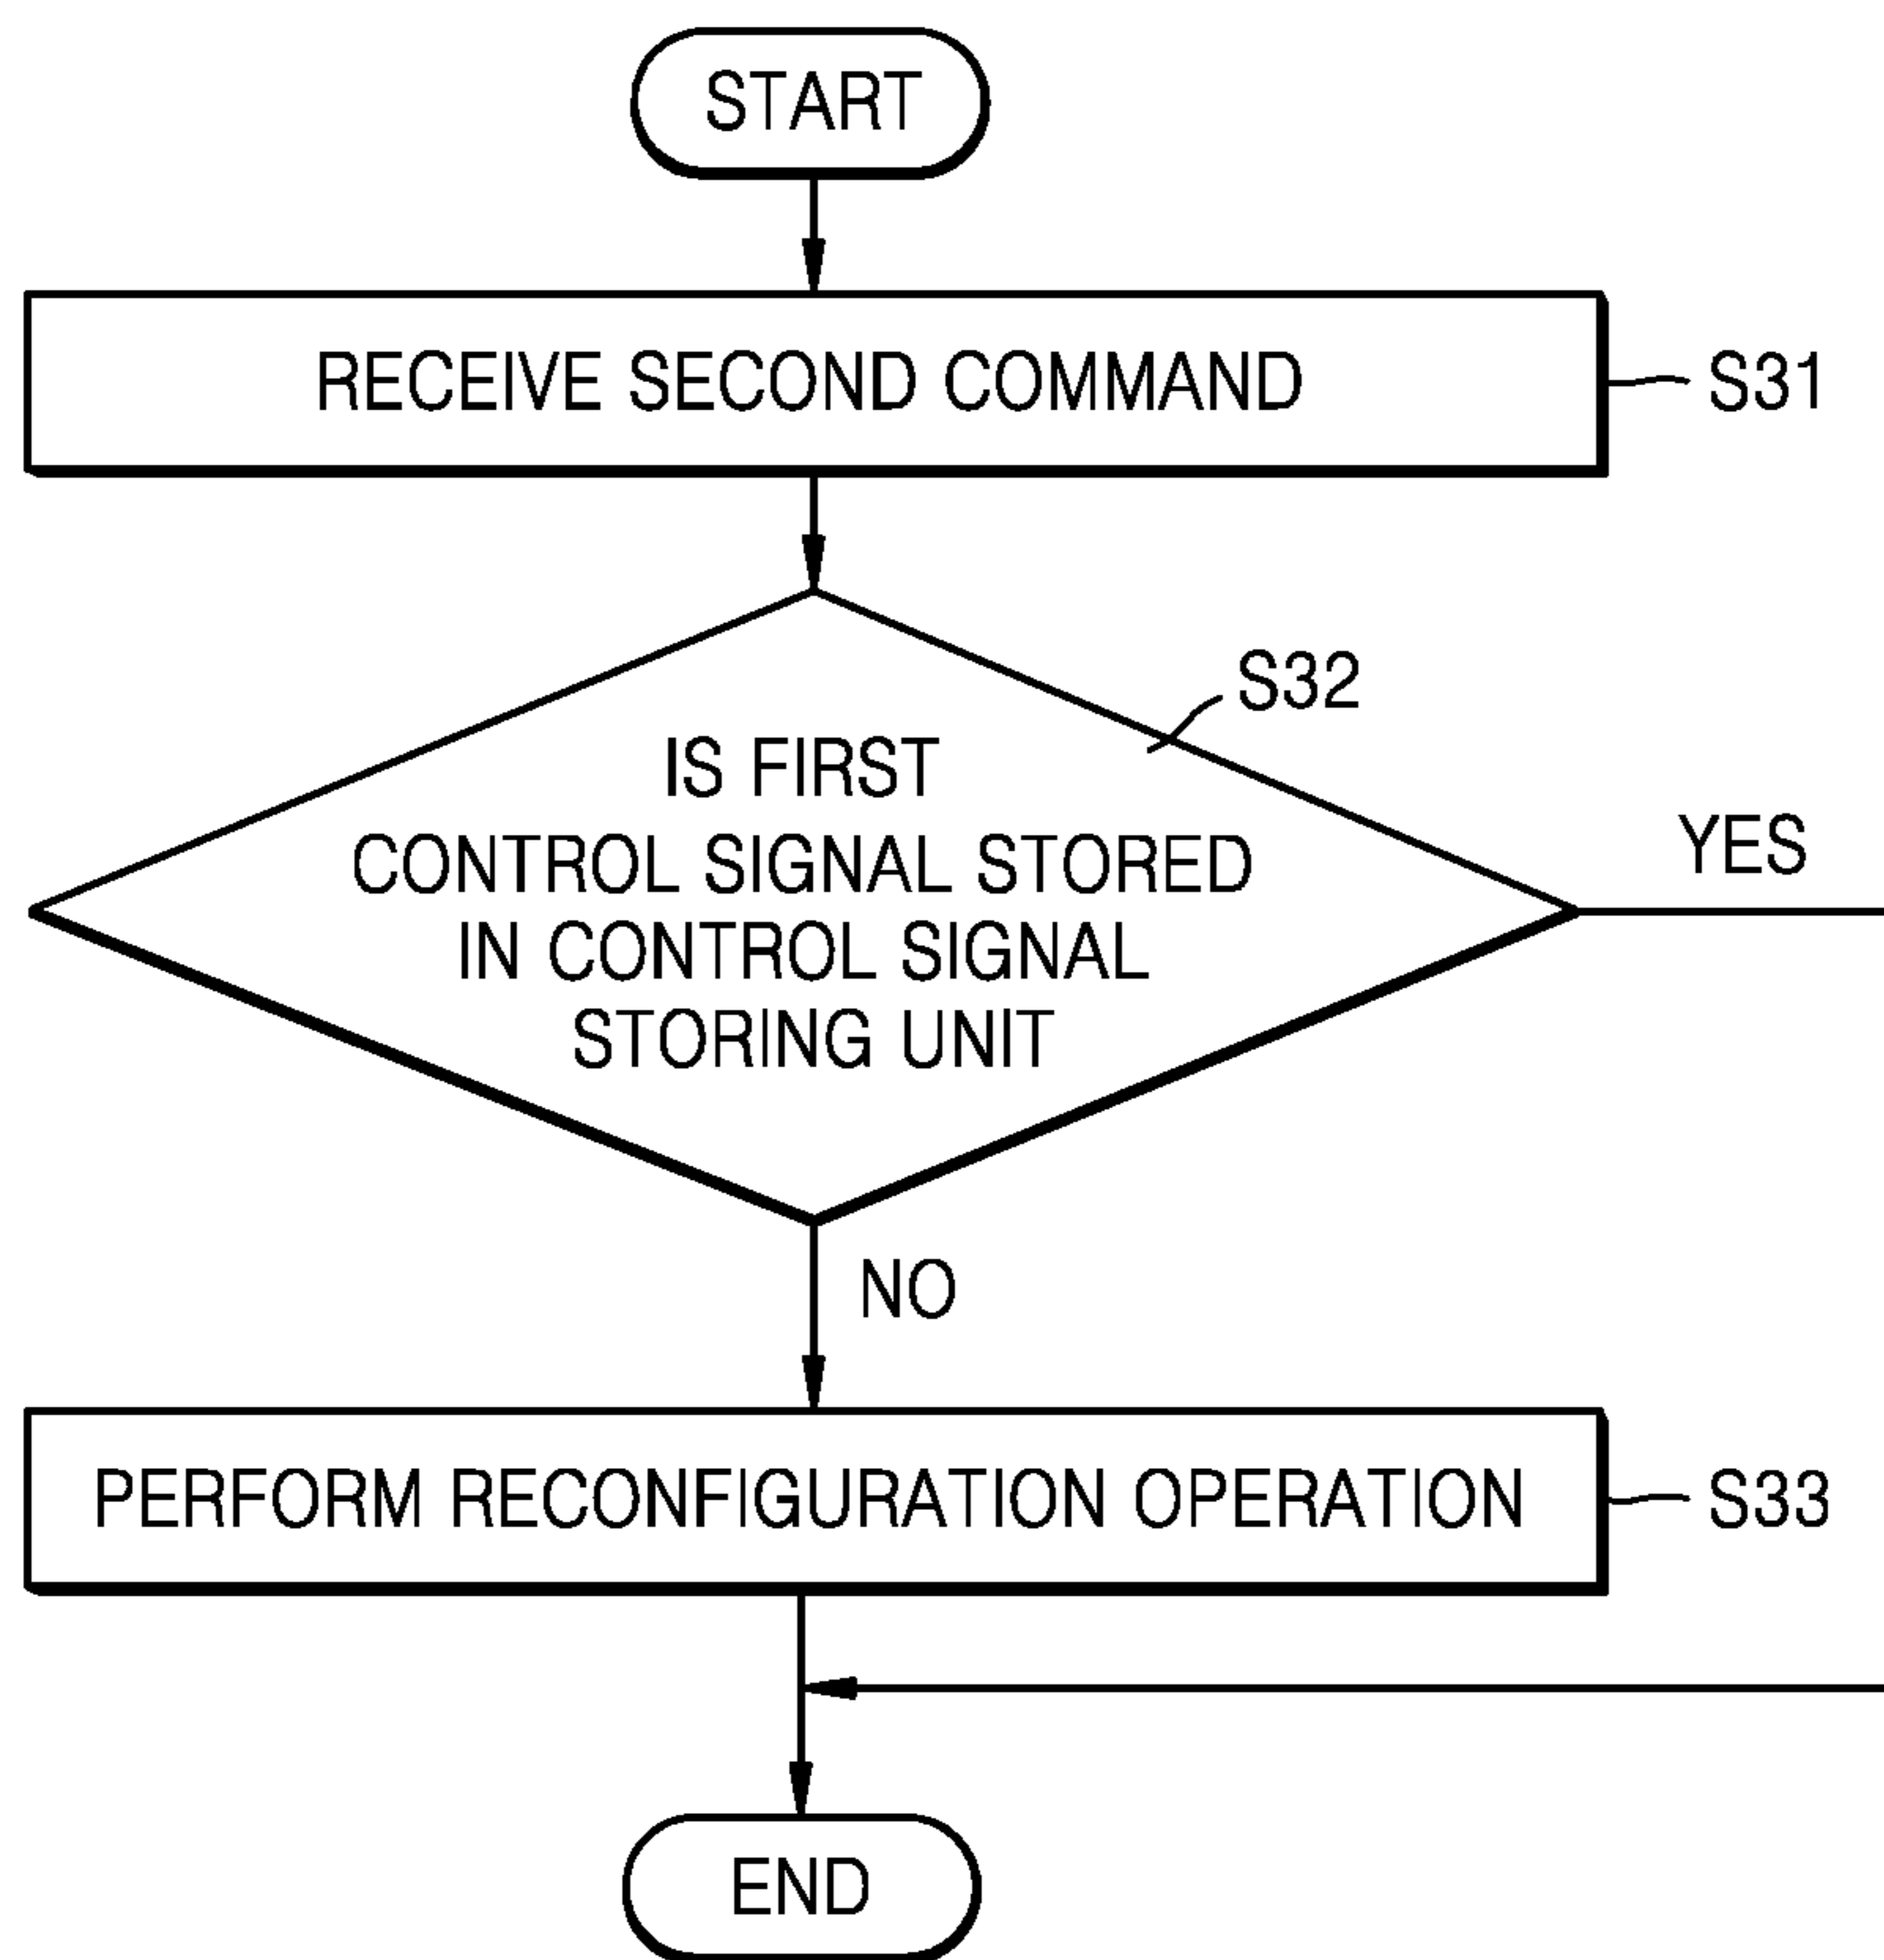 START
RECEIVE SECOND COMMAND
S31
S32
IS FIRST
CONTROL SIGNAL STORED
IN CONTROL SIGNAL
STORING UNIT
YES
NO
PERFORM RECONFIGURATION OPERATION
S33
END